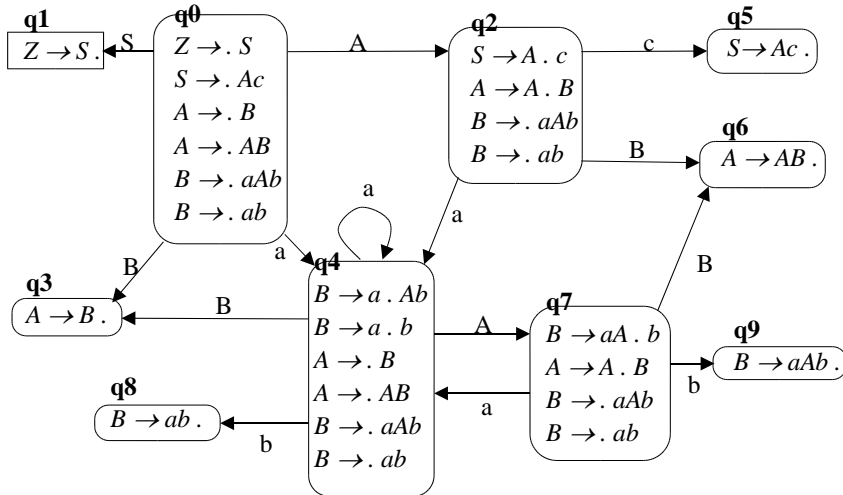 q1
Z → S .
S
q0
Z → . S
S → . Ac
A → . B
A → . AB
B → . aAb
B → . ab
A
q2
S → A . c
A → A . B
B → . aAb
B → . ab
c
q5
S → Ac .
B
q6
A → AB .
a
a
a
B
q3
A → B .
B
q4
B → a . Ab
B → a . b
A → . B
A → . AB
B → . aAb
B → . ab
A
a
q7
B → aA . b
A → A . B
B → . aAb
B → . ab
B
b
q9
B → aAb .
q8
B → ab .
b